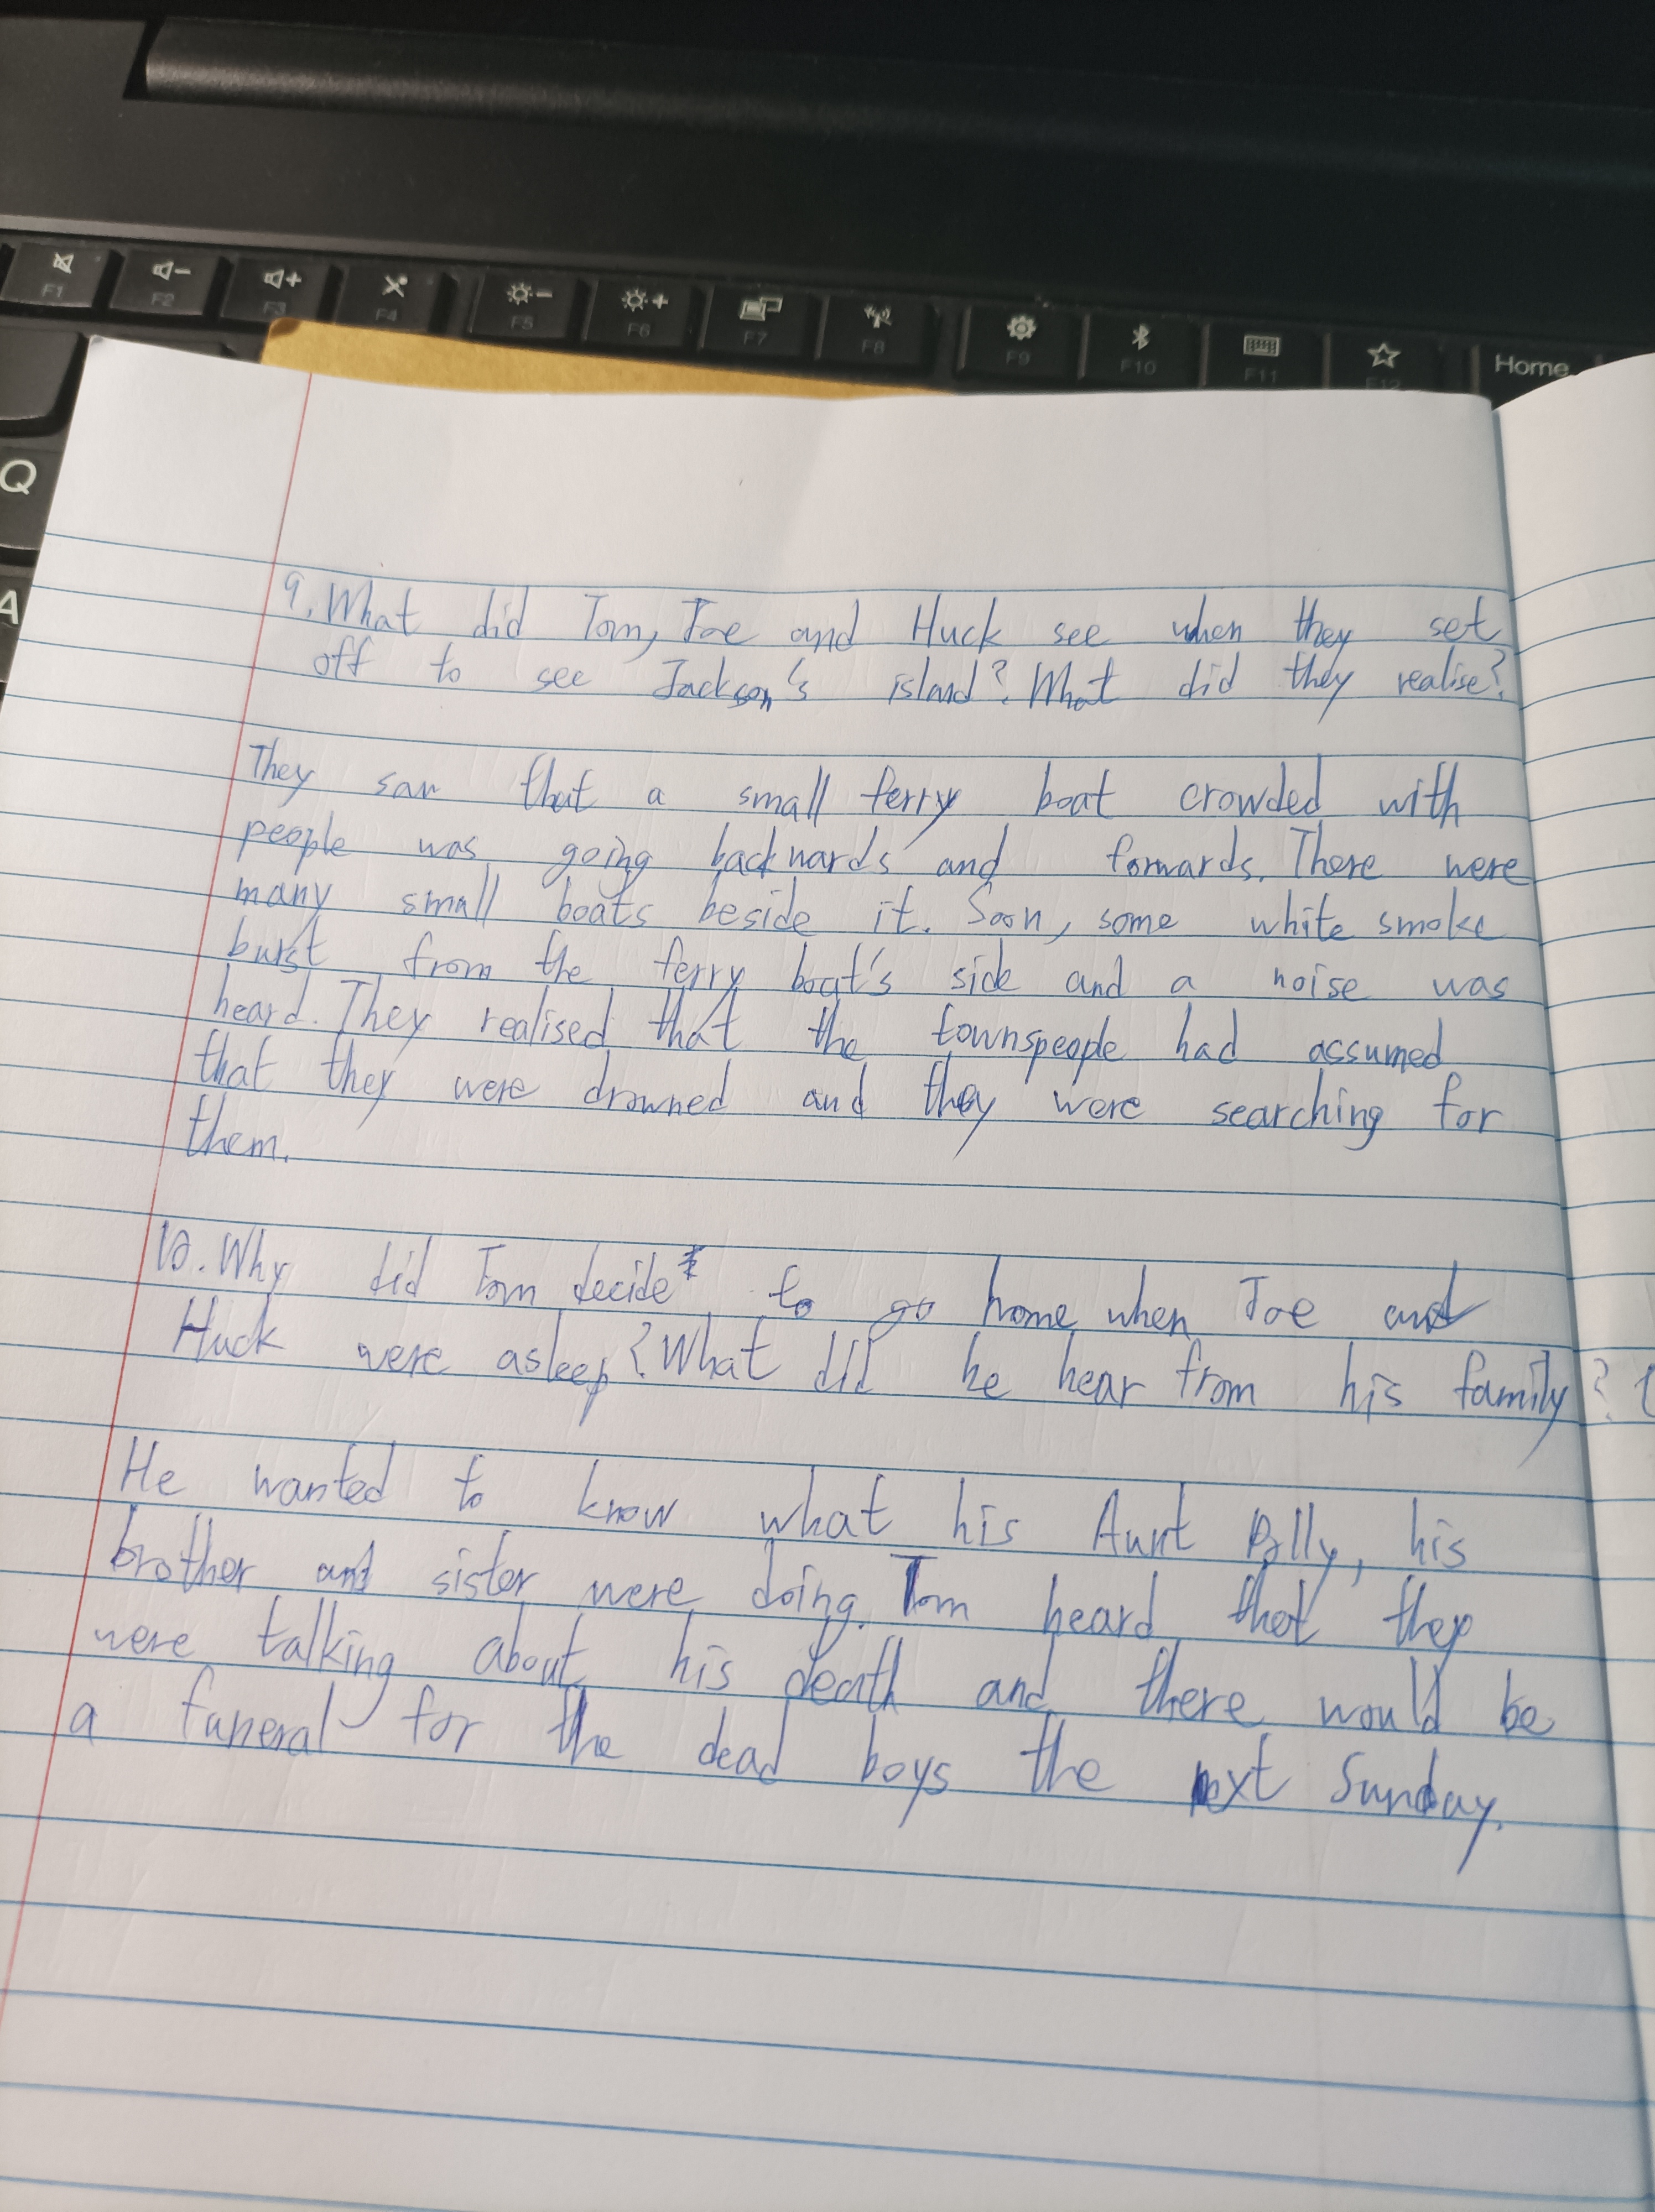 F1 F2 F3 F4 F5 F6 F7 F8 F9 F10 F11 F12 Home
Q
A
9. What did Tom, Joe and Huck see when they set
off to see Jackson's island? What did they realise?
They saw that a small ferry boat crowded with
people was going backwards and forwards. There were
many small boats beside it. Soon, some white smoke
burst from the ferry boat's side and a noise was
heard. They realised that the townspeople had assumed
that they were drowned and they were searching for
them.
10. Why did Tom decide to go home when Joe and
Huck were asleep? What did he hear from his family?
He wanted to know what his Aunt Polly, his
brother and sister were doing. Tom heard that they
were talking about his death and there would be
a funeral for the dead boys the next Sunday.